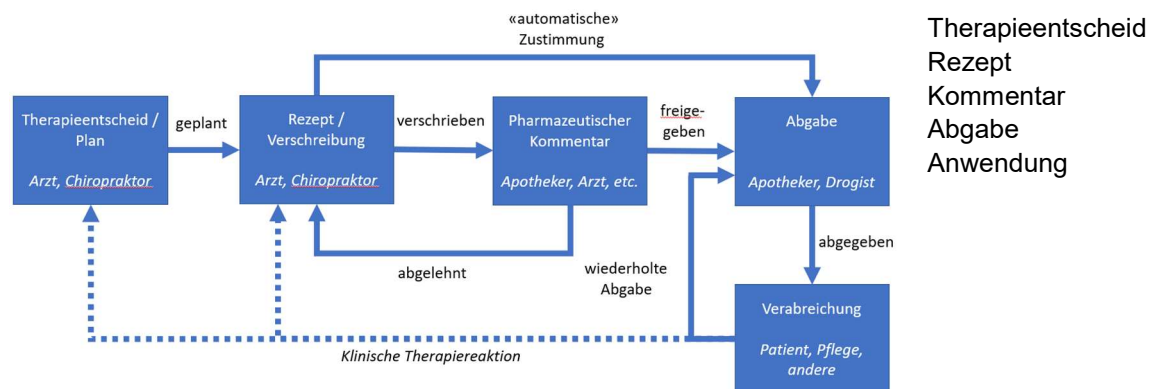 «automatische»
Zustimmung
Therapieentscheid /
Plan
Arzt, Chiropraktor
geplant
Rezept /
Verschreibung
Arzt, Chiropraktor
verschrieben
Pharmazeutischer
Kommentar
Apotheker, Arzt, etc.
freige-
geben
Abgabe
Apotheker, Drogist
abgelehnt
wiederholte
Abgabe
abgegeben
Verabreichung
Patient, Pflege,
andere
Klinische Therapiereaktion
Therapieentscheid
Rezept
Kommentar
Abgabe
Anwendung